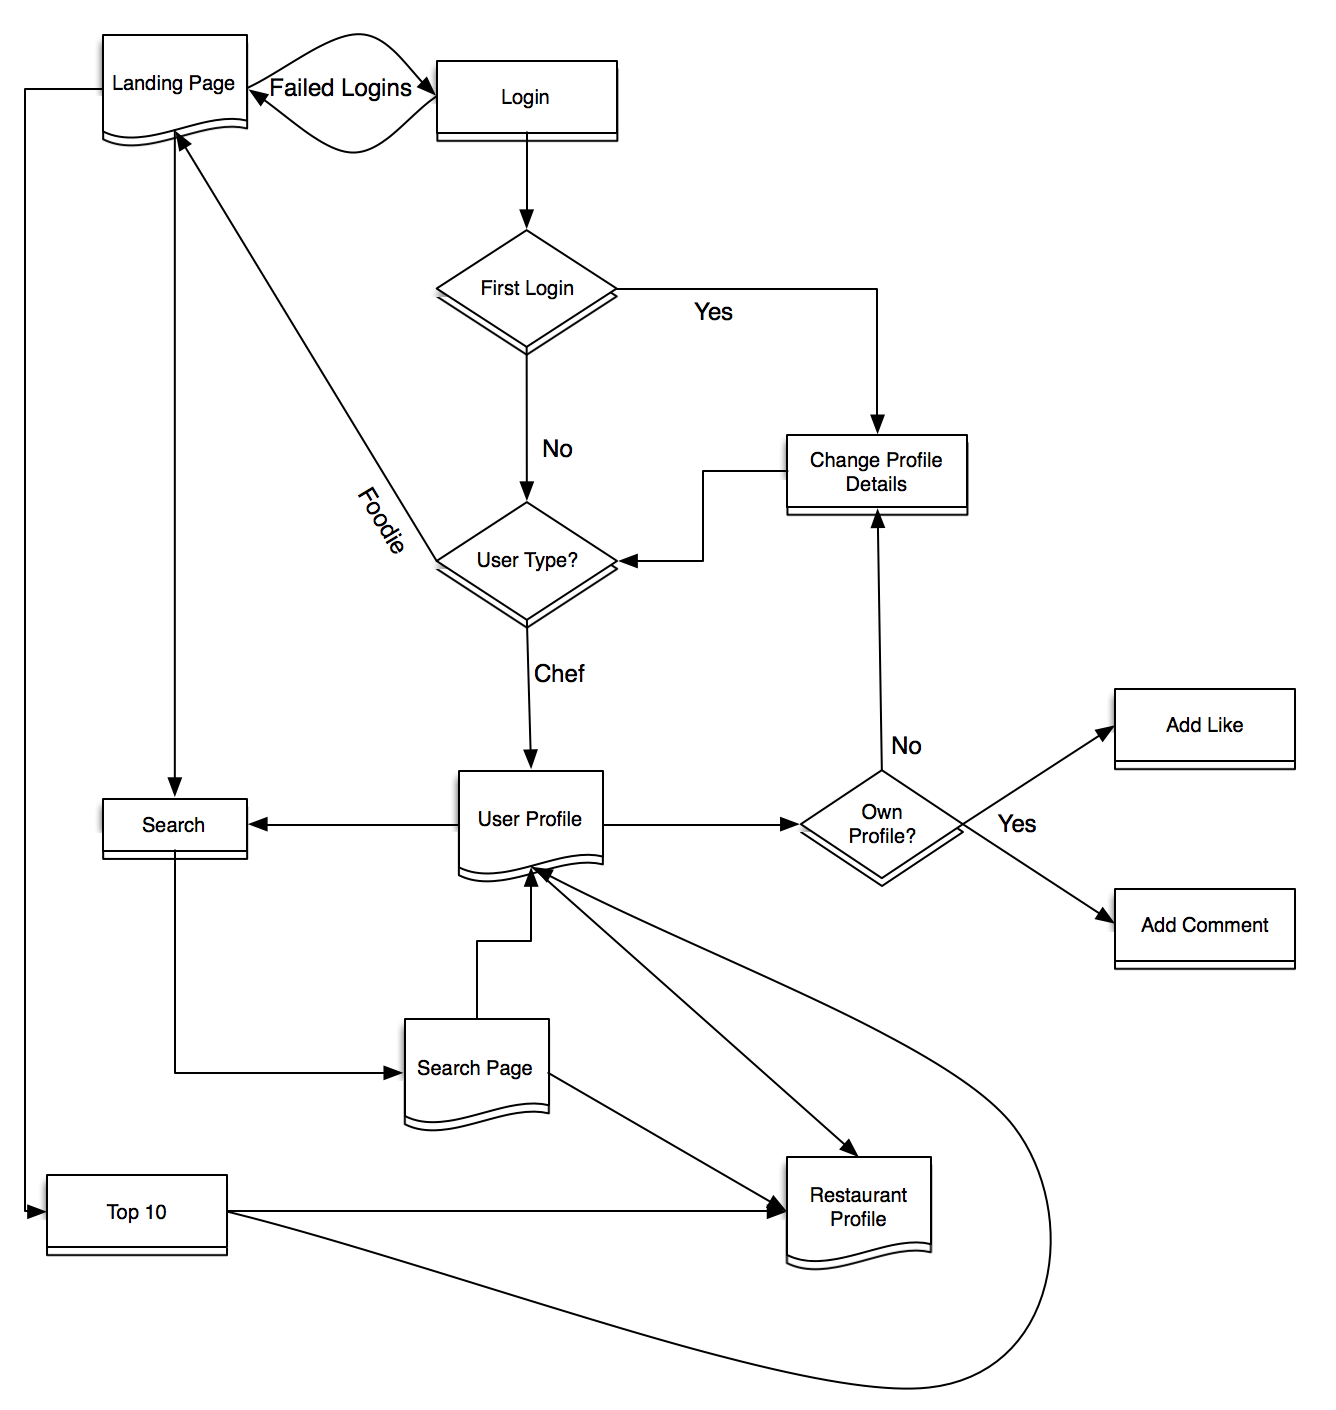 Landing Page
Failed Logins
Login
First Login
Yes
No
Change Profile
Details
Foodie
User Type?
Chef
No
Add Like
Search
User Profile
Own
Profile?
Yes
Add Comment
Search Page
Top 10
Restaurant
Profile